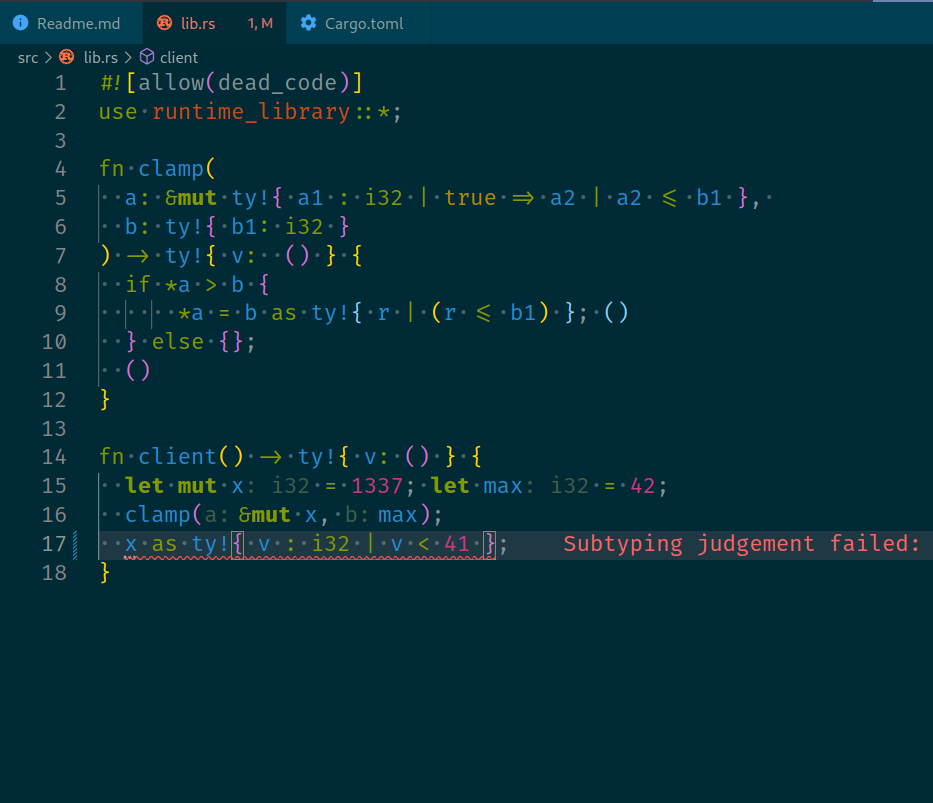 Readme.md lib.rs 1, M Cargo.toml
src > lib.rs > client
1 #![allow(dead_code)]
2 use runtime_library::*;
3
4 fn clamp(
5 a: &mut ty!{ a1 : i32 | true => a2 | a2 <= b1 },
6 b: ty!{ b1: i32 }
7 ) -> ty!{ v: () } {
8 if *a > b {
9 *a = b as ty!{ r | (r <= b1) }; ()
10 } else {};
11 ()
12 }
13
14 fn client() -> ty!{ v: () } {
15 let mut x: i32 = 1337; let max: i32 = 42;
16 clamp(a: &mut x, b: max);
17 x as ty!{ v : i32 | v < 41 }; Subtyping judgement failed:
18 }